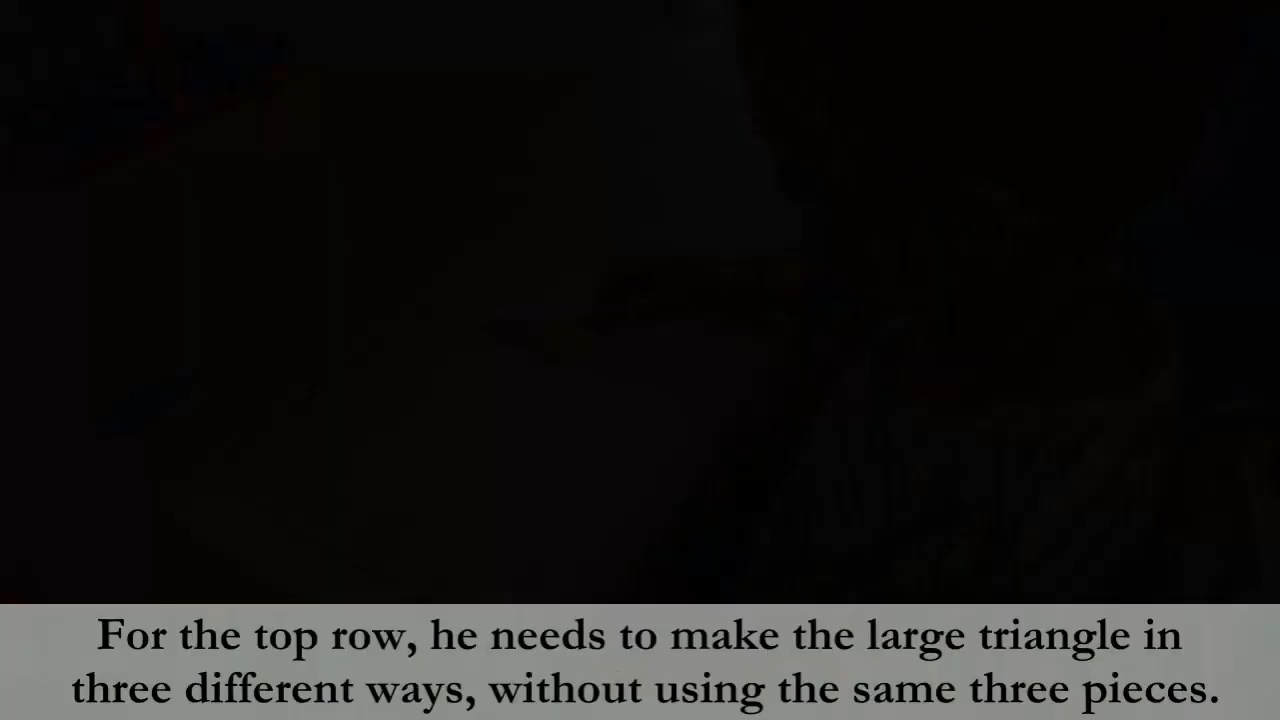 For the top row, he needs to make the large triangle in
three different ways, without using the same three pieces.